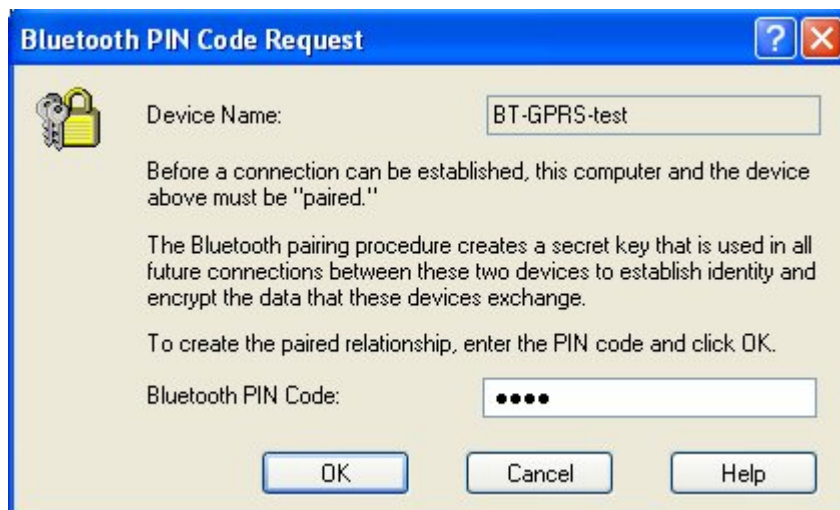 Bluetooth PIN Code Request
Device Name: BT-GPRS-test
Before a connection can be established, this computer and the device
above must be "paired."
The Bluetooth pairing procedure creates a secret key that is used in all
future connections between these two devices to establish identity and
encrypt the data that these devices exchange.
To create the paired relationship, enter the PIN code and click OK.
Bluetooth PIN Code: ••••
OK Cancel Help